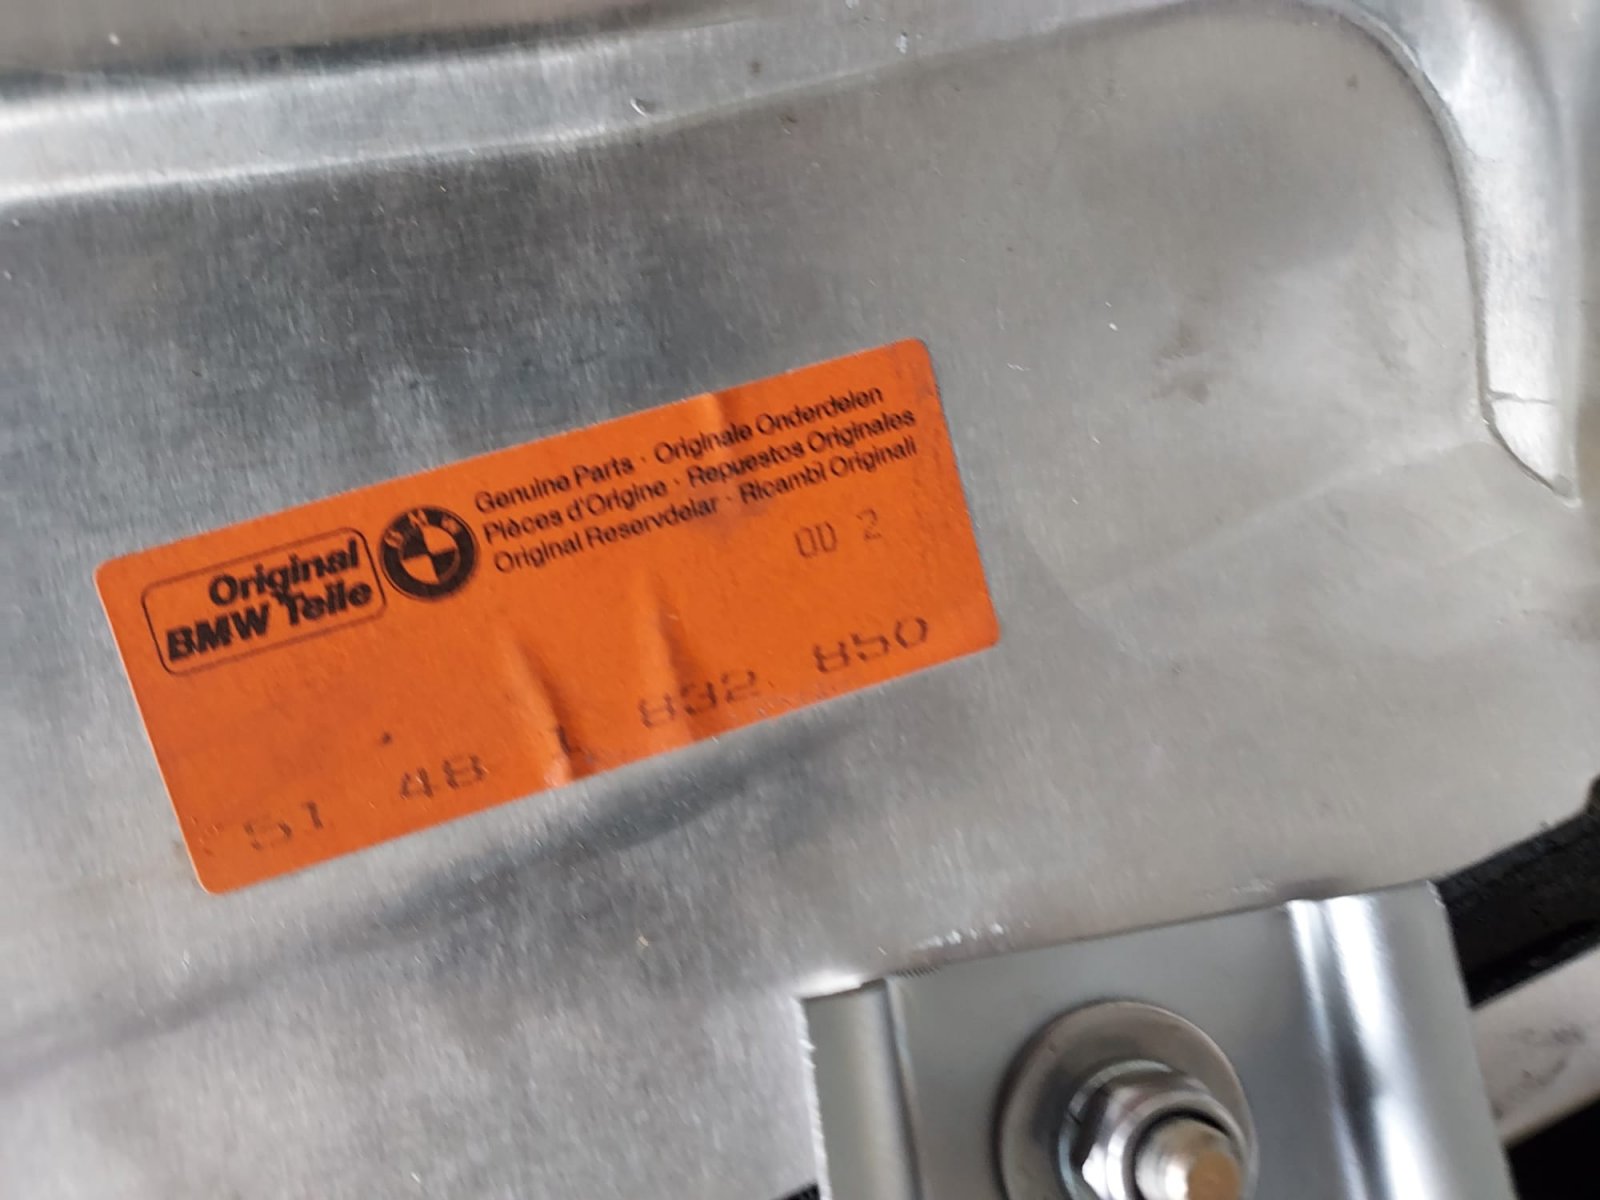 Original
BMW Teile
BMW
Genuine Parts · Originale Onderdelen
Pièces d'Origine · Repuestos Originales
Original Reservdelar · Ricambi Originali
00 2
51 48 1 832 850